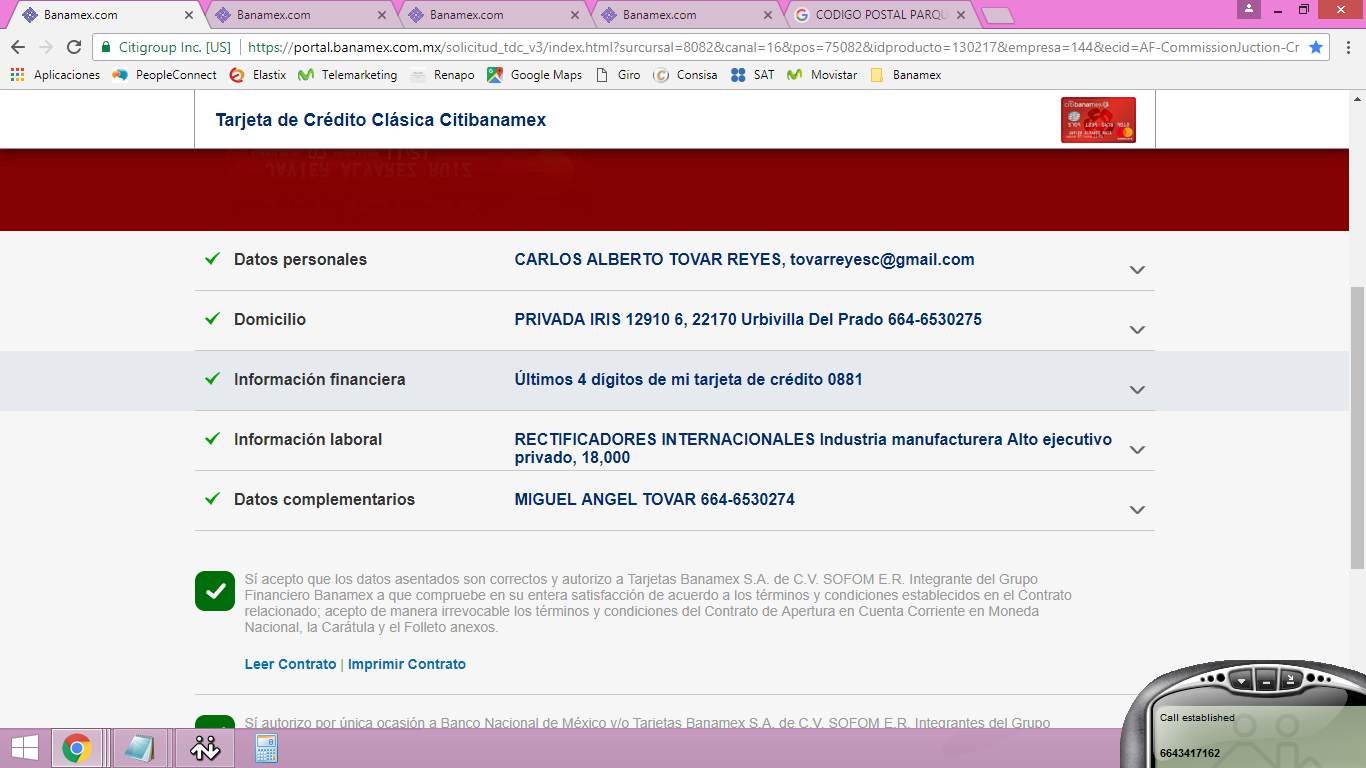 Banamex.com
Banamex.com
Banamex.com
Banamex.com
CODIGO POSTAL PARQU
Citigroup Inc. [US] https://portal.banamex.com.mx/solicitud_tdc_v3/index.html?surcursal=8082&canal=16&pos=75082&idproducto=130217&empresa=144&ecid=AF-CommissionJuction-Cr
Aplicaciones PeopleConnect Elastix Telemarketing Renapo Google Maps Giro Consisa SAT Movistar Banamex
Tarjeta de Crédito Clásica Citibanamex
citibanamex
JAVIER ALVAREZ RUIZ
Datos personales CARLOS ALBERTO TOVAR REYES, tovarreyesc@gmail.com
Domicilio PRIVADA IRIS 12910 6, 22170 Urbivilla Del Prado 664-6530275
Información financiera Últimos 4 dígitos de mi tarjeta de crédito 0881
Información laboral RECTIFICADORES INTERNACIONALES Industria manufacturera Alto ejecutivo
privado, 18,000
Datos complementarios MIGUEL ANGEL TOVAR 664-6530274
Sí acepto que los datos asentados son correctos y autorizo a Tarjetas Banamex S.A. de C.V. SOFOM E.R. Integrante del Grupo
Financiero Banamex a que compruebe en su entera satisfacción de acuerdo a los términos y condiciones establecidos en el Contrato
relacionado; acepto de manera irrevocable los términos y condiciones del Contrato de Apertura en Cuenta Corriente en Moneda
Nacional, la Carátula y el Folleto anexos.
Leer Contrato | Imprimir Contrato
Sí autorizo por única ocasión a Banco Nacional de México y/o Tarjetas Banamex S.A. de C.V. SOFOM E.R. Integrantes del Grupo
Call established
6643417162